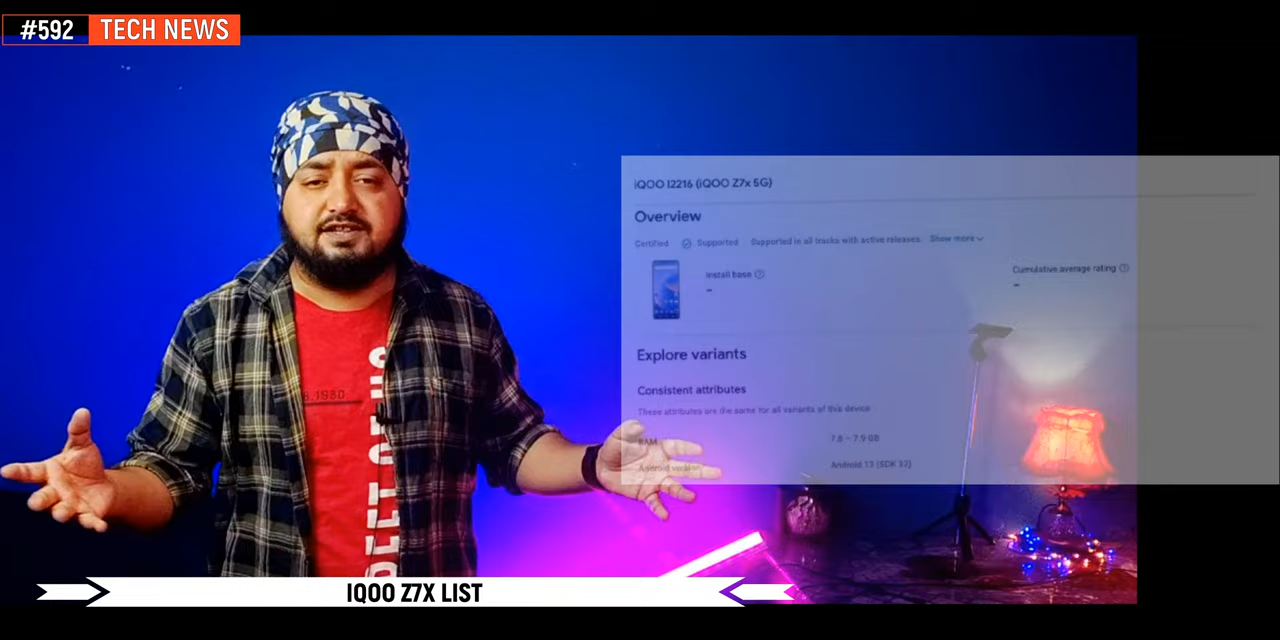 #592 TECH NEWS
iQOO I2216 (iQOO Z7x 5G)
Overview
Certified Supported Supported in all tracks with active releases. Show more
Install base
Cumulative average rating
-
-
Explore variants
Consistent attributes
These attributes are the same for all variants of this device
RAM 7.6 – 7.9 GB
Android version Android 13 (SDK 33)
S.1980
IQOO Z7X LIST